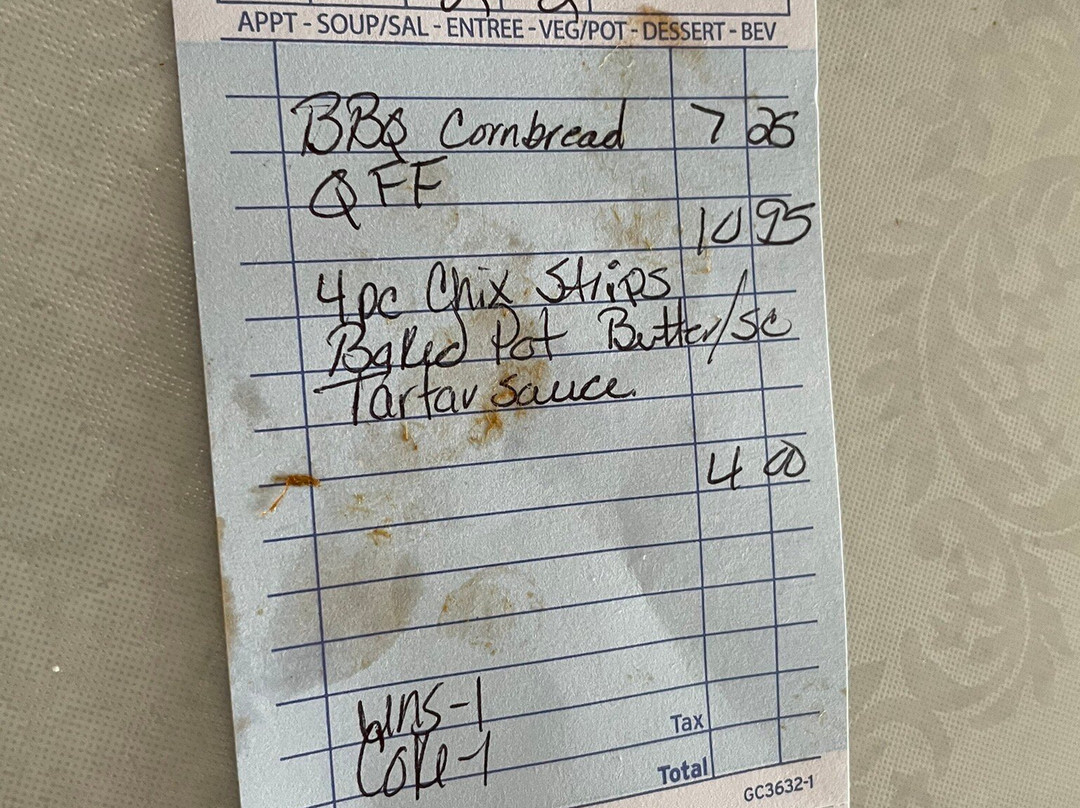 APPT - SOUP/SAL - ENTREE - VEG/POT - DESSERT - BEV
BBQ Cornbread 7 25
QFF
10 95
4pc Chix Strips
Baked Pot Butter/SC
Tartar sauce.
4 00
-1
Tax
Coke-1
Total
GC3632-1